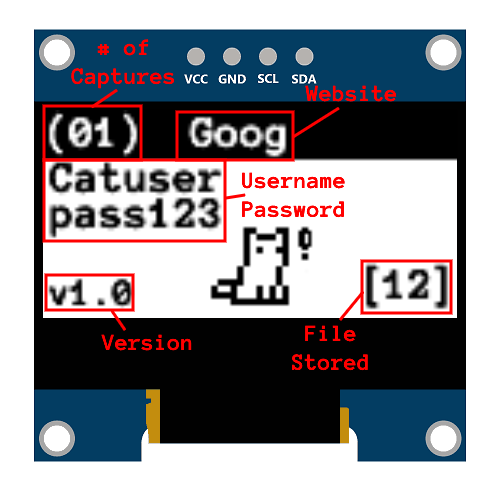 # of
Captures
VCC GND SCL SDA
Website
(01) Goog
Catuser
pass123
Username
Password
v1.0
[12]
Version
File
Stored